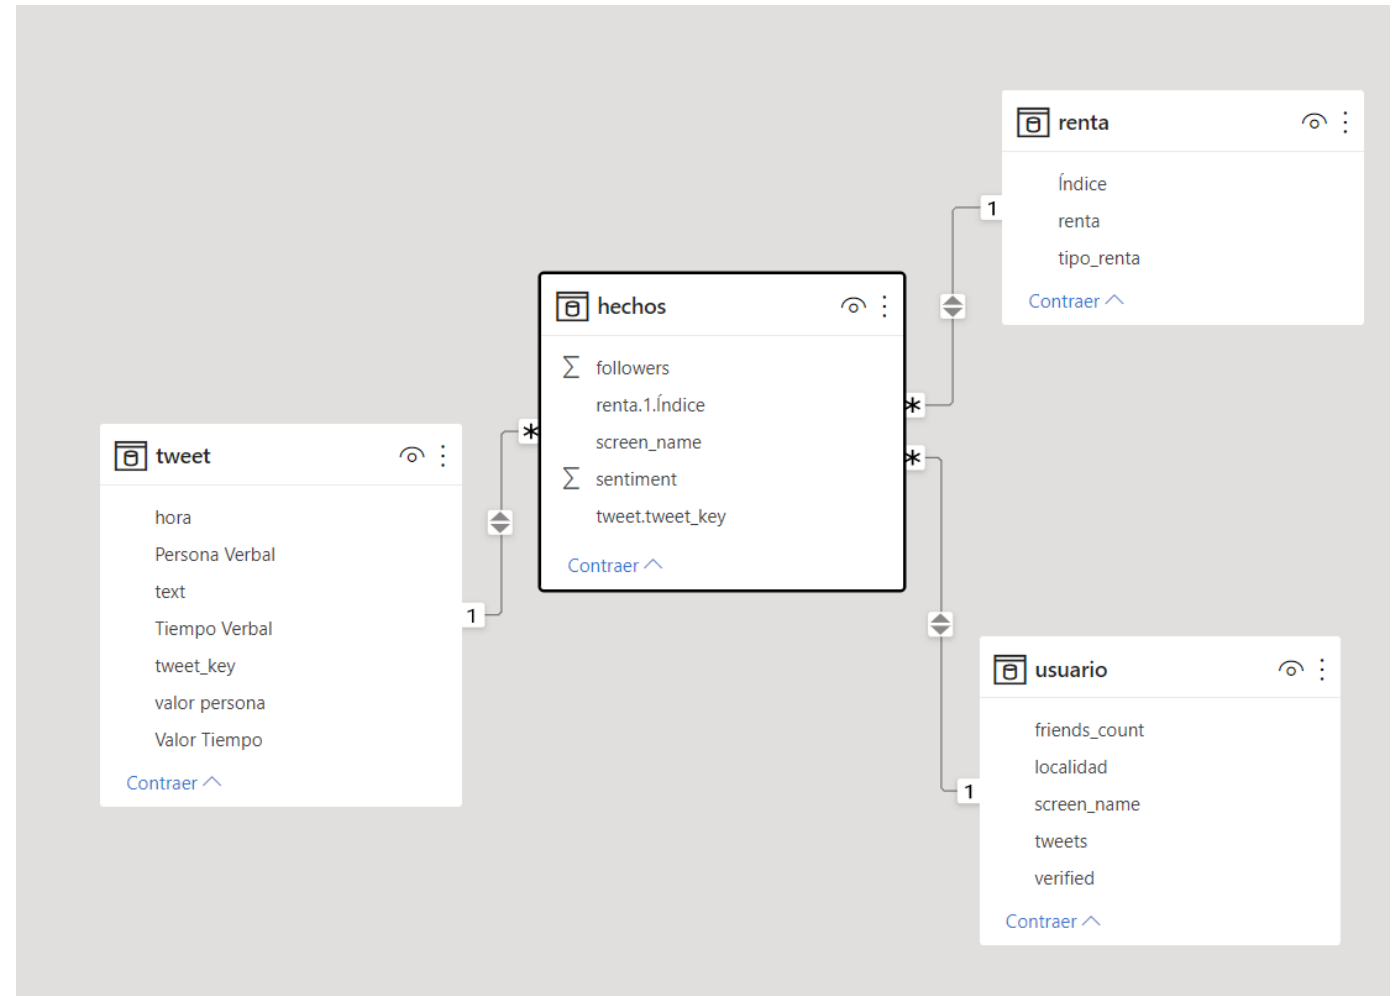 renta
Índice
renta
tipo_renta
Contraer
1
hechos
followers
renta.1.Índice
screen_name
sentiment
tweet.tweet_key
Contraer
*
*
*
tweet
hora
Persona Verbal
text
Tiempo Verbal
tweet_key
valor persona
Valor Tiempo
Contraer
1
usuario
friends_count
localidad
screen_name
tweets
verified
Contraer
1